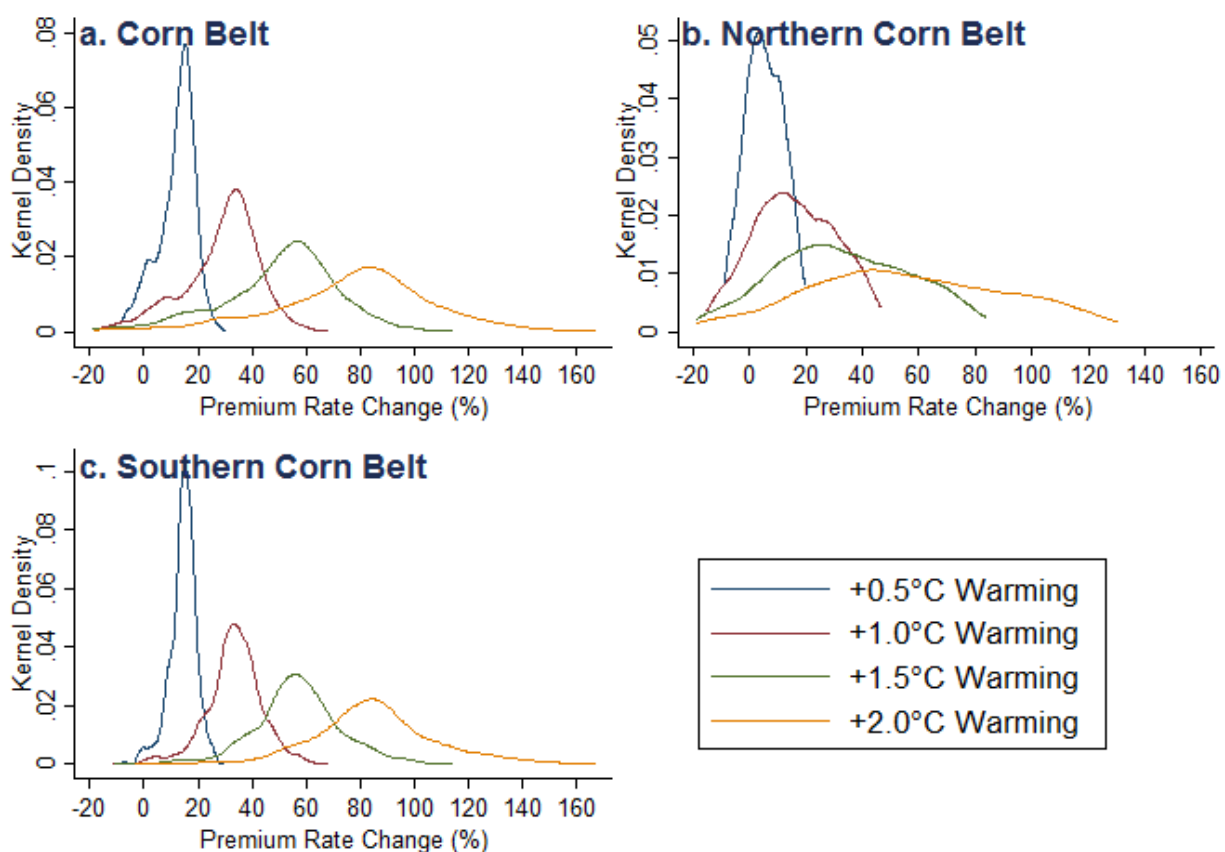 a. Corn Belt
Kernel Density
0 .02 .04 .06 .08
-20 0 20 40 60 80 100 120 140 160
Premium Rate Change (%)
b. Northern Corn Belt
Kernel Density
0 .01 .02 .03 .04 .05
-20 0 20 40 60 80 100 120 140 160
Premium Rate Change (%)
c. Southern Corn Belt
Kernel Density
0 .02 .04 .06 .08 .1
-20 0 20 40 60 80 100 120 140 160
Premium Rate Change (%)
+0.5°C Warming
+1.0°C Warming
+1.5°C Warming
+2.0°C Warming